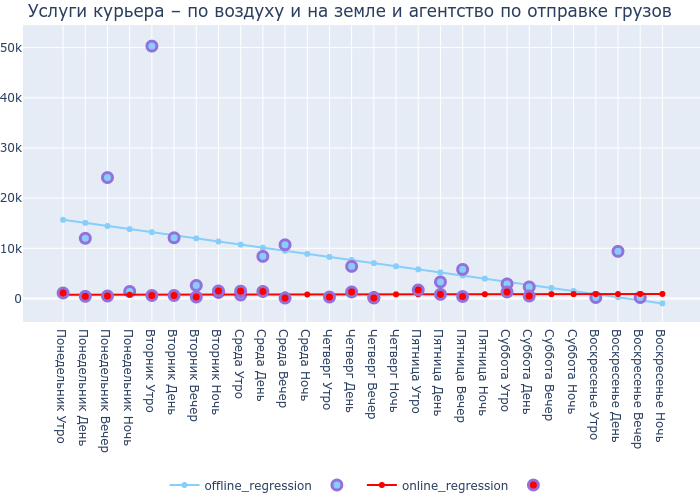 Услуги курьера – по воздуху и на земле и агентство по отправке грузов
50k
40k
30k
20k
10k
0
Понедельник Утро
Понедельник День
Понедельник Вечер
Понедельник Ночь
Вторник Утро
Вторник День
Вторник Вечер
Вторник Ночь
Среда Утро
Среда День
Среда Вечер
Среда Ночь
Четверг Утро
Четверг День
Четверг Вечер
Четверг Ночь
Пятница Утро
Пятница День
Пятница Вечер
Пятница Ночь
Суббота Утро
Суббота День
Суббота Вечер
Суббота Ночь
Воскресенье Утро
Воскресенье День
Воскресенье Вечер
Воскресенье Ночь
offline_regression
online_regression